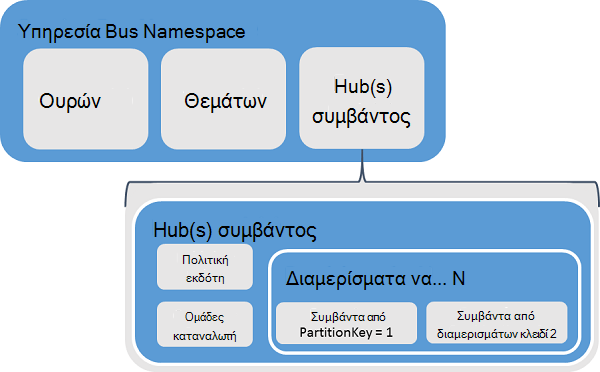 Υπηρεσία Bus Namespace
Ουρών
Θεμάτων
Hub(s)
συμβάντος
Hub(s) συμβάντος
Πολιτική
εκδότη
Ομάδες
καταναλωτή
Διαμερίσματα να... N
Συμβάντα από
PartitionKey = 1
Συμβάντα από
διαμερισμάτων κλειδί 2